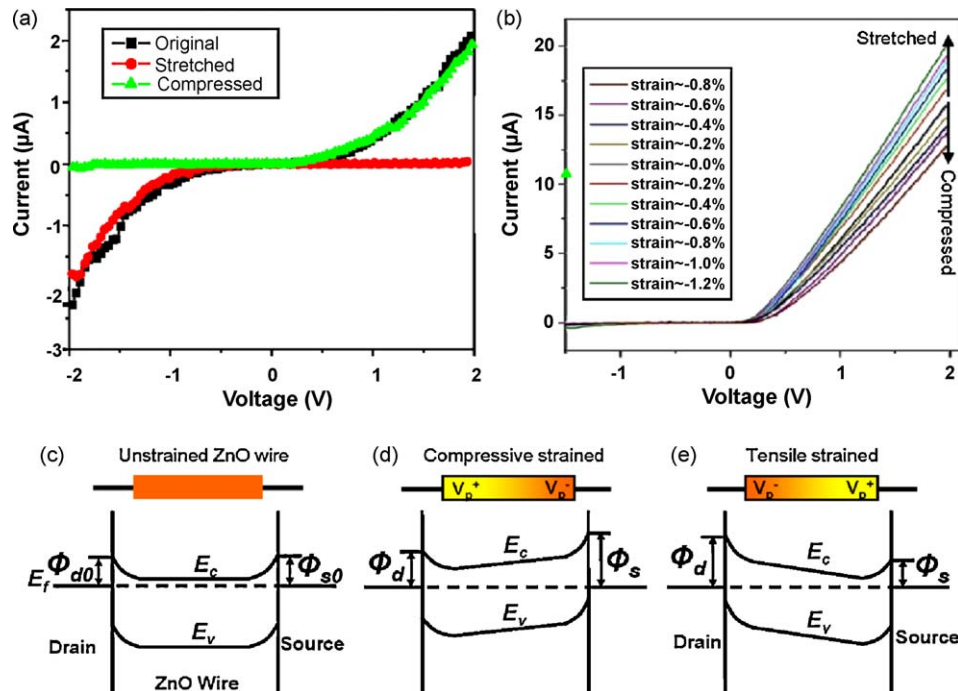 (a)
2
1
0
-1
-2
-3
Current (µA)
Original
Stretched
Compressed
-2
-1
0
1
2
Voltage (V)
(b)
20
15
10
5
0
Current (µA)
strain~-0.8%
strain~-0.6%
strain~-0.4%
strain~-0.2%
strain~-0.0%
strain~-0.2%
strain~-0.4%
strain~-0.6%
strain~-0.8%
strain~-1.0%
strain~-1.2%
Stretched
Compressed
-1
0
1
2
Voltage (V)
(c)
Unstrained ZnO wire
Φd0
Ef
Ec
Φs0
Ev
Drain
Source
ZnO Wire
(d)
Compressive strained
Vp+
Vp-
Φd
Ec
Φs
Ev
(e)
Tensile strained
Vp-
Vp+
Φd
Ec
Φs
Ev
Drain
Source